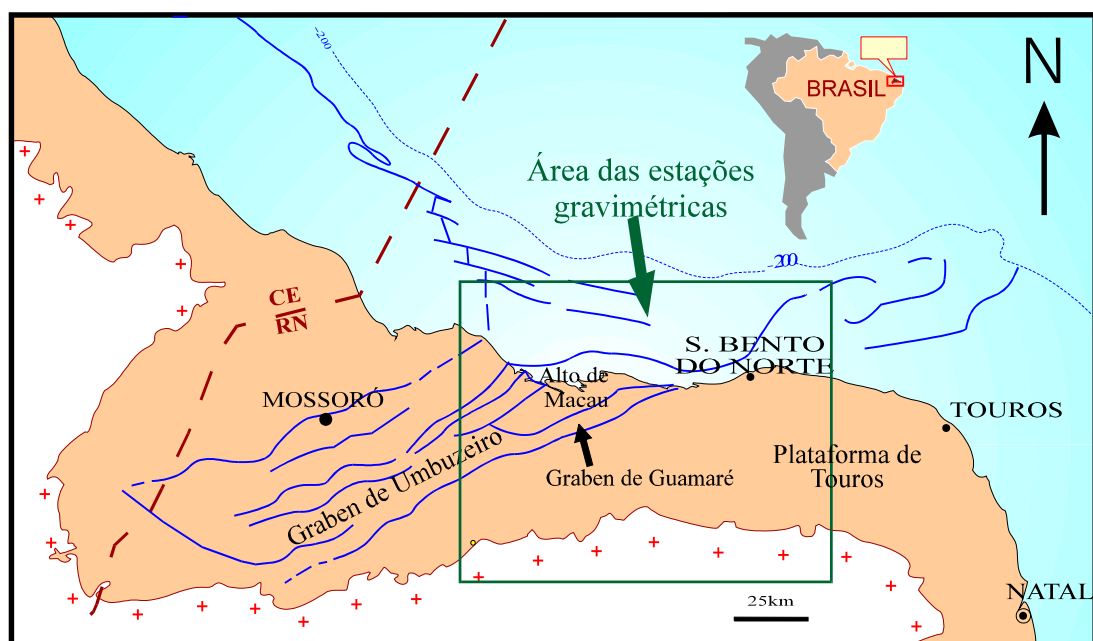 -200
N
BRASIL
Área das estações
gravimétricas
-200
CE
RN
S. BENTO
DO NORTE
Alto de
Macau
MOSSORÓ
TOUROS
Graben de Umbuzeiro
Graben de Guamaré
Plataforma de
Touros
25km
NATAL